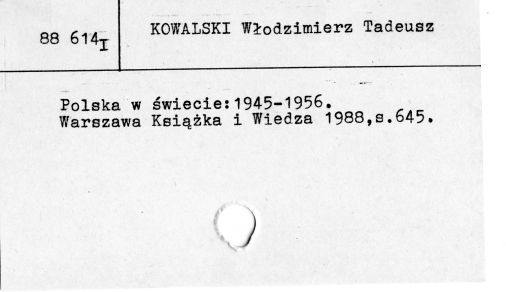 88 614I
KOWALSKI Włodzimierz Tadeusz
Polska w świecie:1945-1956.
Warszawa Książka i Wiedza 1988,s.645.